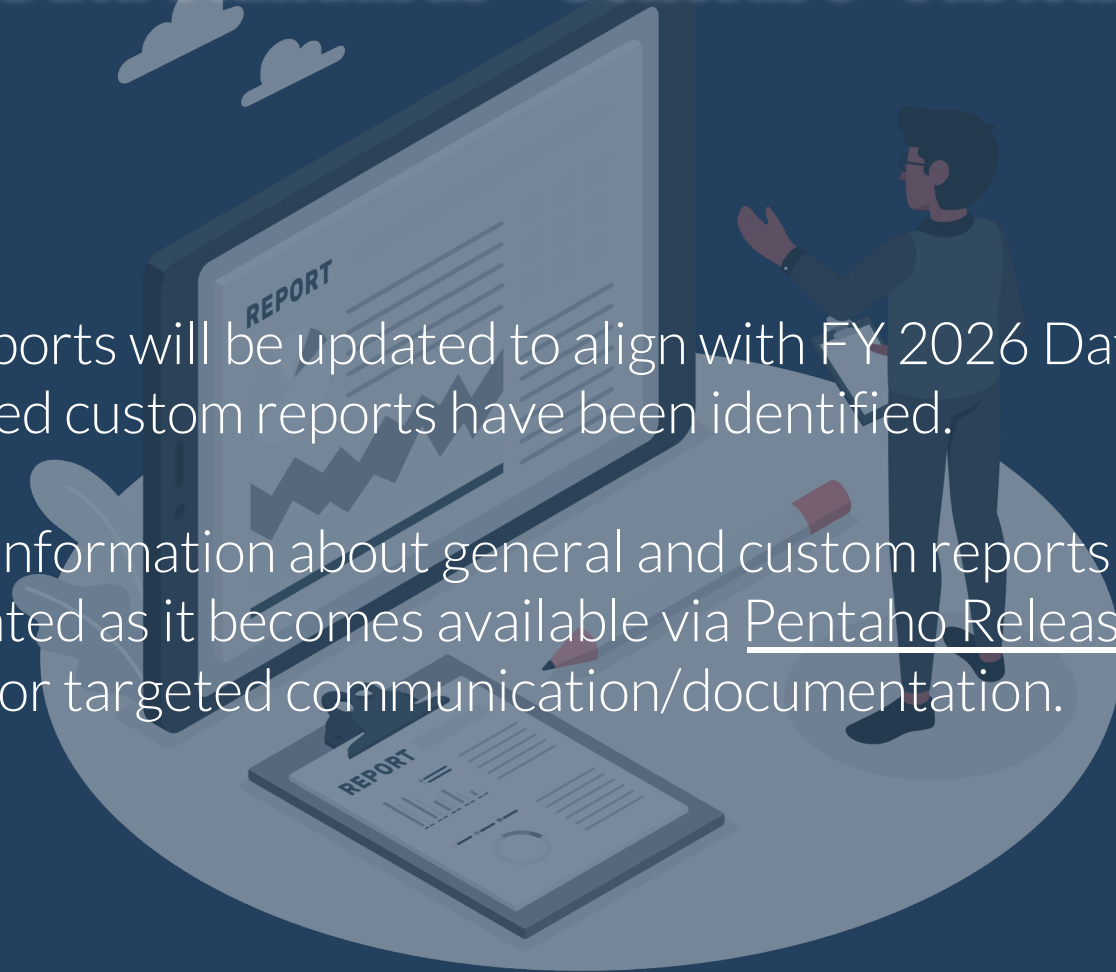 REPORT
ports will be updated to align with FY 2026 Da
ed custom reports have been identified.
nformation about general and custom reports
ted as it becomes available via Pentaho Releas
or targeted communication/documentation.
REPORT